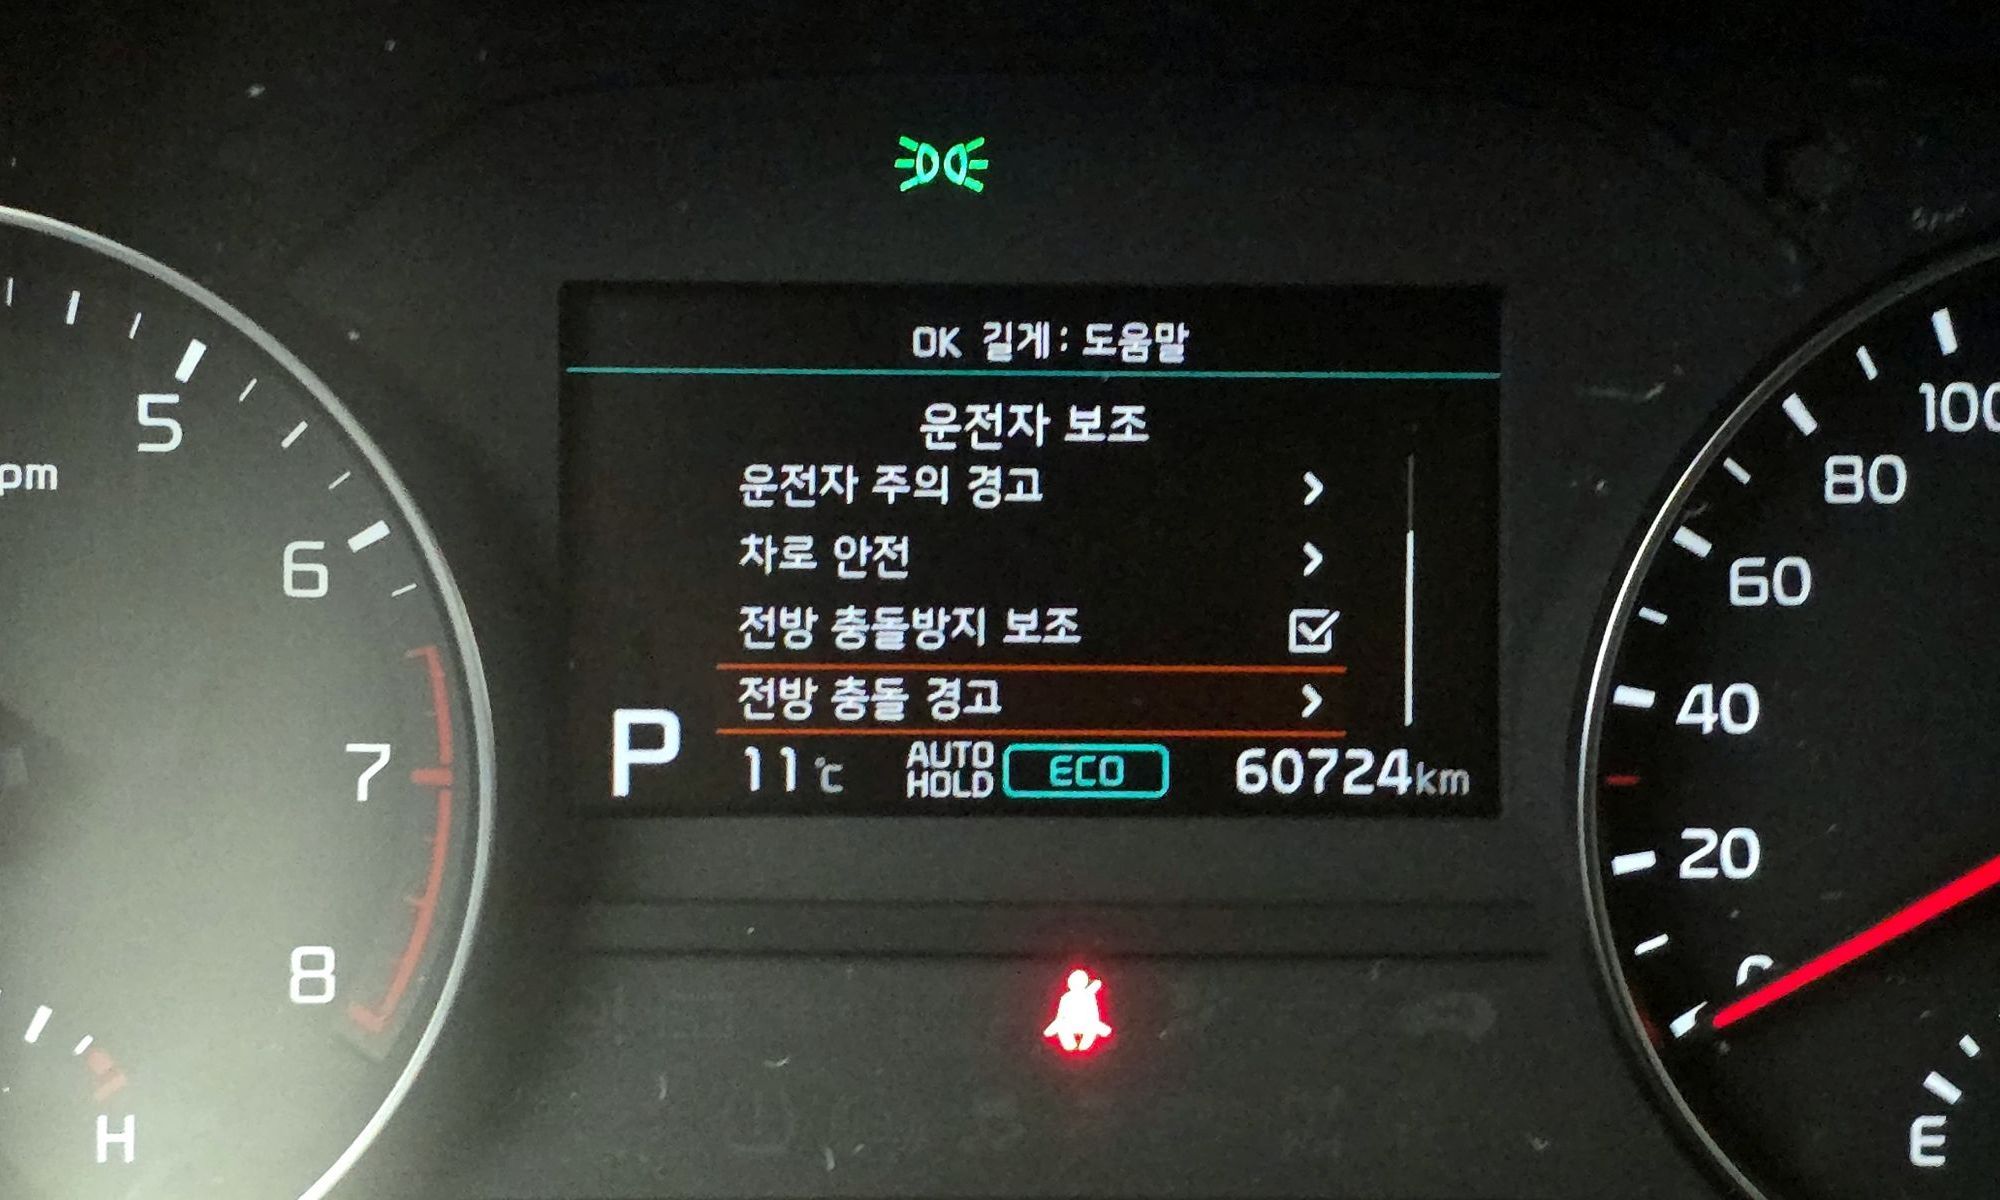 OK 길게 : 도움말
운전자 보조
운전자 주의 경고
차로 안전
전방 충돌방지 보조
전방 충돌 경고
P
11℃
AUTO HOLD
ECO
60724km
5
pm
6
7
8
H
100
80
60
40
20
E